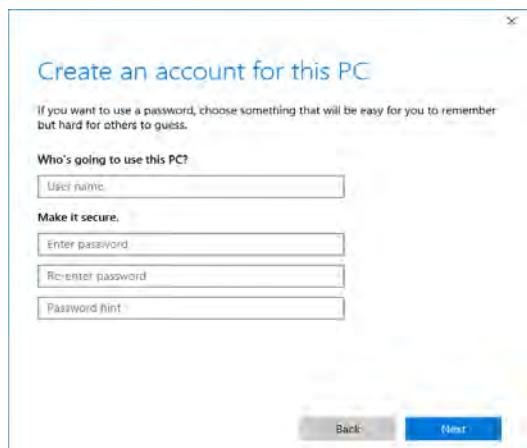 Create an account for this PC
If you want to use a password, choose something that will be easy for you to remember
but hard for others to guess.
Who's going to use this PC?
User name
Make it secure.
Enter password
Re-enter password
Password hint
Back
Next